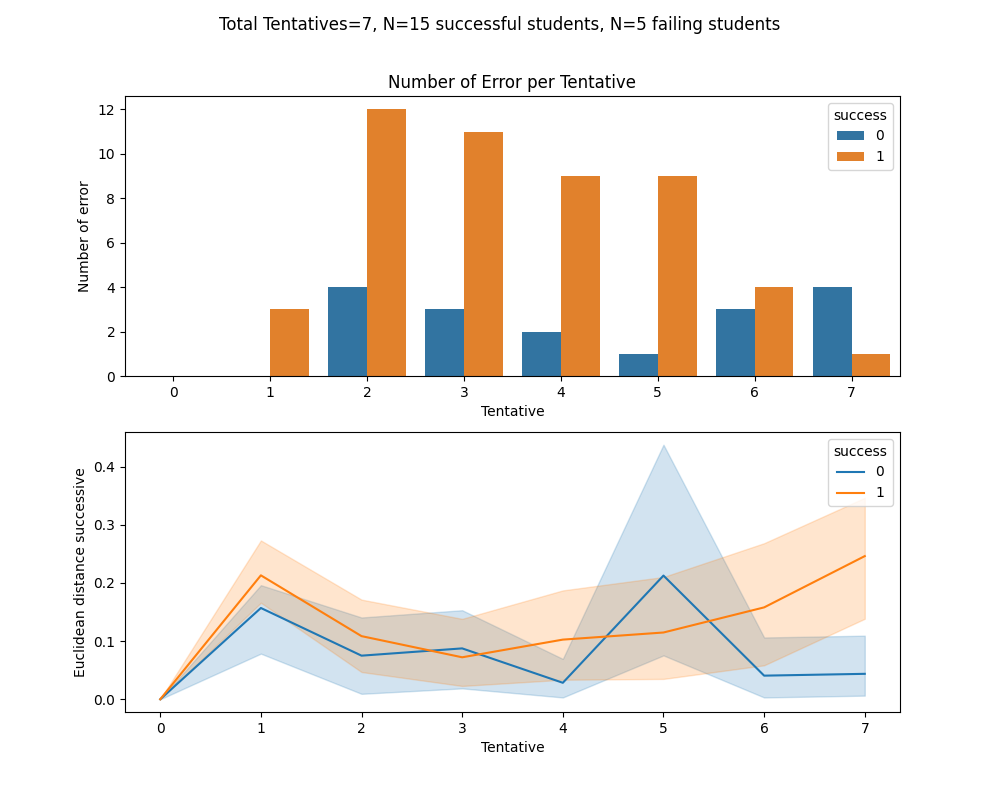 Total Tentatives=7, N=15 successful students, N=5 failing students
Number of Error per Tentative
Number of error
12
10
8
6
4
2
0
success
0
1
0 1 2 3 4 5 6 7
Tentative
Euclidean distance successive
0.4
0.3
0.2
0.1
0.0
success
0
1
0 1 2 3 4 5 6 7
Tentative